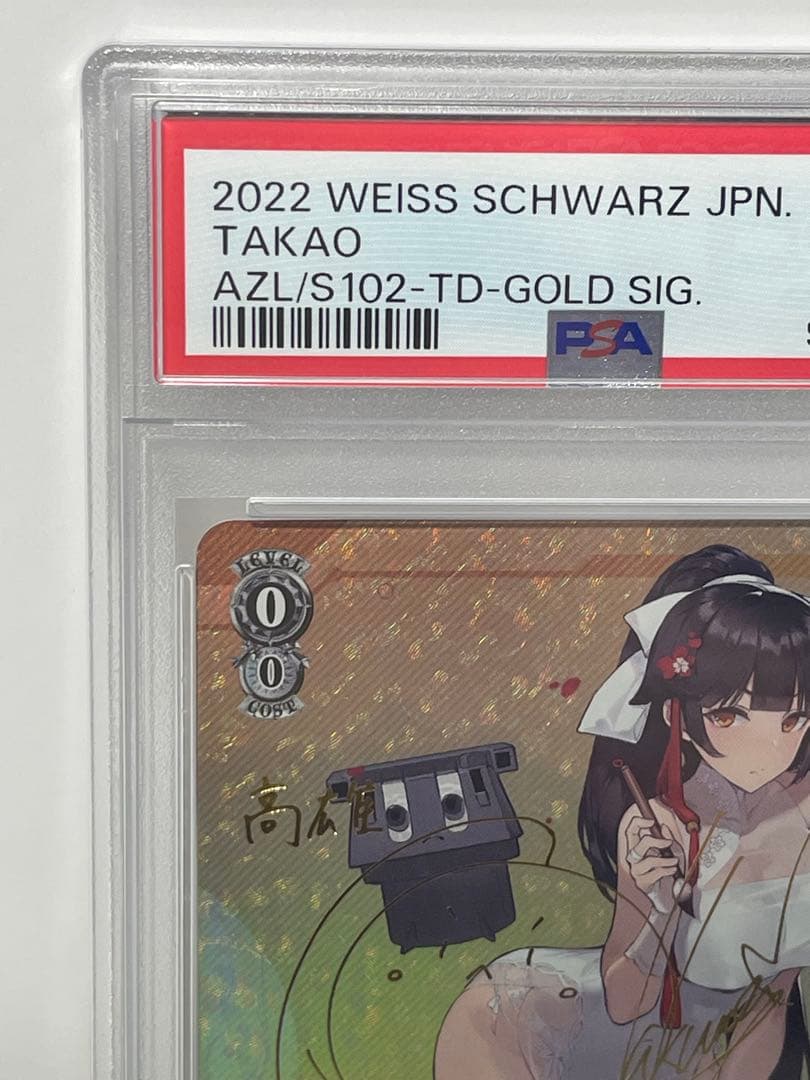 2022 WEISS SCHWARZ JPN.
TAKAO
AZL/S102-TD-GOLD SIG.
PSA
LEVEL
0
0
COST
高雄